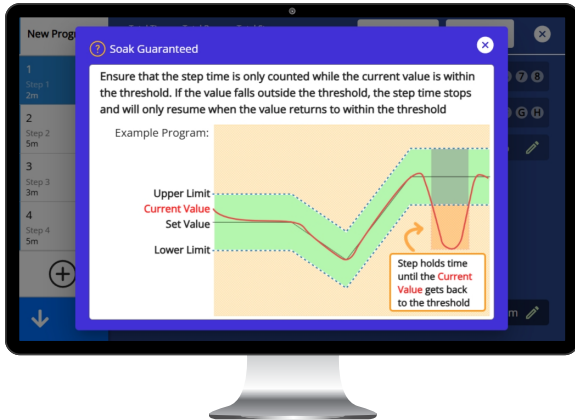 New Prog
? Soak Guaranteed
Ensure that the step time is only counted while the current value is within
the threshold. If the value falls outside the threshold, the step time stops
and will only resume when the value returns to within the threshold
Example Program:
Upper Limit
Current Value
Set Value
Lower Limit
Step holds time
until the Current
Value gets back
to the threshold
1
Step 1
2m
2
Step 2
5m
3
Step 3
3m
4
Step 4
5m
7 8
G H
m